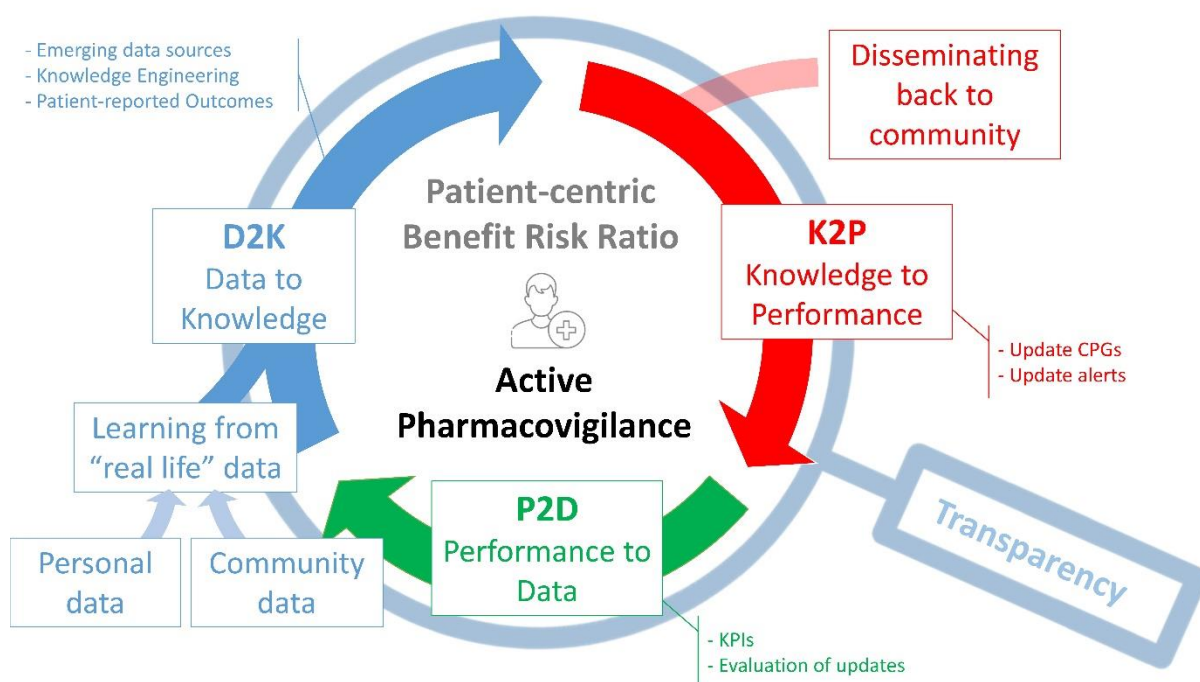 - Emerging data sources
- Knowledge Engineering
- Patient-reported Outcomes
Disseminating
back to
community
Patient-centric
Benefit Risk Ratio
D2K
Data to
Knowledge
K2P
Knowledge to
Performance
- Update CPGs
- Update alerts
Active
Pharmacovigilance
Learning from
“real life” data
Personal
data
Community
data
P2D
Performance to
Data
- KPIs
- Evaluation of updates
Transparency